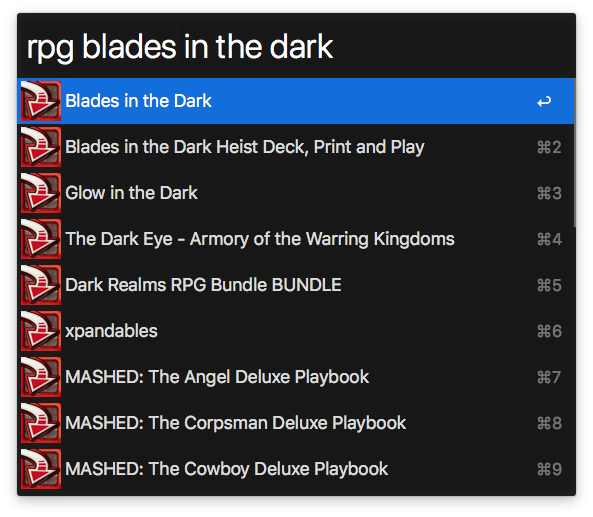 rpg blades in the dark
Blades in the Dark ↩
Blades in the Dark Heist Deck, Print and Play ⌘2
Glow in the Dark ⌘3
The Dark Eye - Armory of the Warring Kingdoms ⌘4
Dark Realms RPG Bundle BUNDLE ⌘5
xpandables ⌘6
MASHED: The Angel Deluxe Playbook ⌘7
MASHED: The Corpsman Deluxe Playbook ⌘8
MASHED: The Cowboy Deluxe Playbook ⌘9